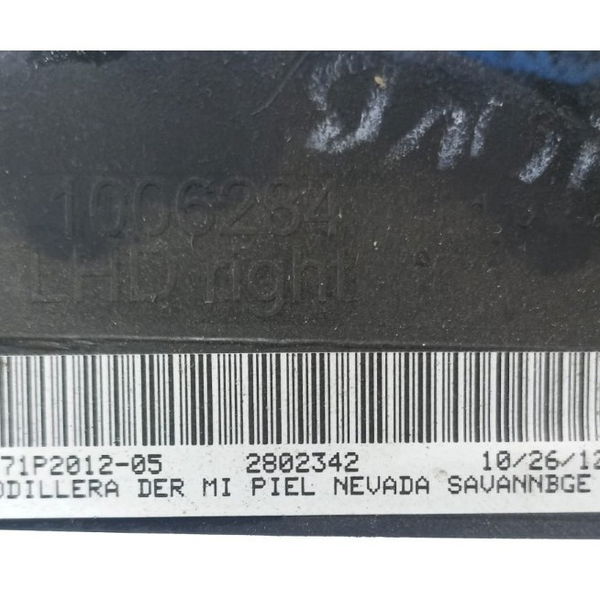 1006284
LHD right
71P2012-05 2802342 10/26/12
ODILLERA DER MI PIEL NEVADA SAVANNBGE